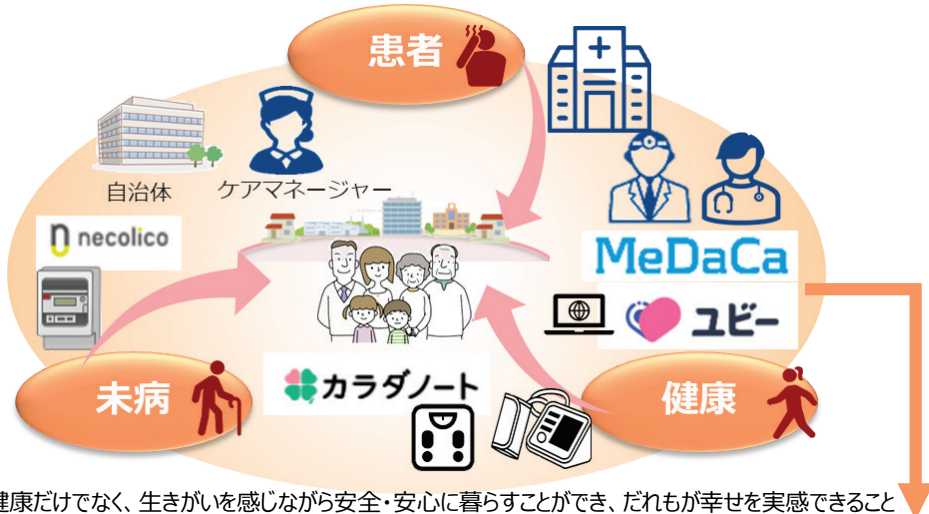 患者
自治体
ケアマネージャー
necolico
MeDaCa
ユビー
未病
カラダノート
健康
健康だけでなく、生きがいを感じながら安全・安心に暮らすことができ、だれもが幸せを実感できること